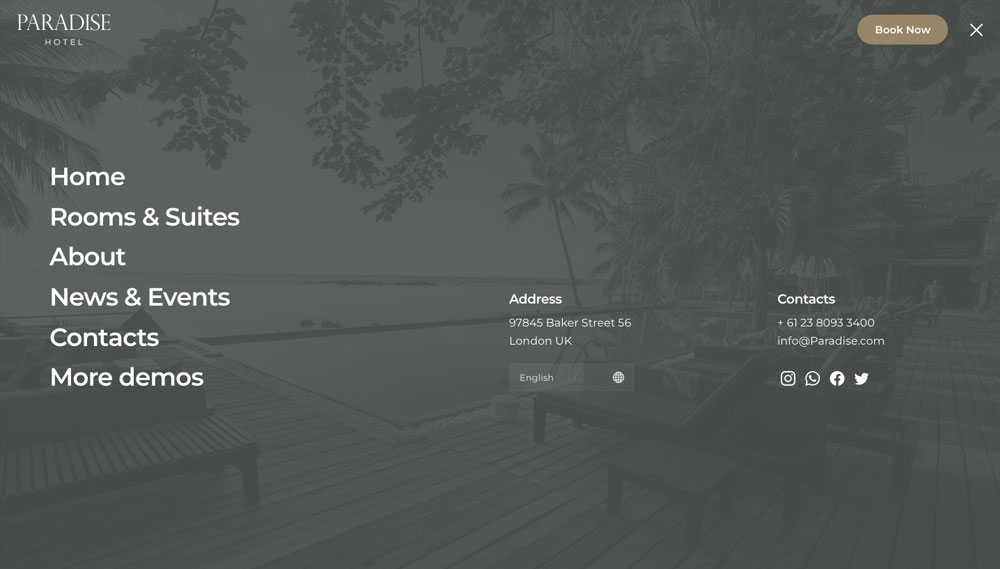 PARADISE
HOTEL
Book Now
Home
Rooms & Suites
About
News & Events
Contacts
More demos
Address
97845 Baker Street 56
London UK
English
Contacts
+ 61 23 8093 3400
info@Paradise.com